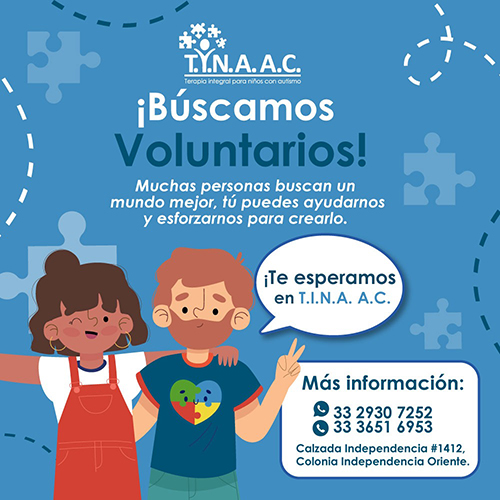 T.I.N.A. A.C.
Terapia integral para niños con autismo
¡Búscamos
Voluntarios!
Muchas personas buscan un
mundo mejor, tú puedes ayudarnos
y esforzarnos para crearlo.
¡Te esperamos
en T.I.N.A. A.C.
Más información:
33 2930 7252
33 3651 6953
Calzada Independencia #1412,
Colonia Independencia Oriente.